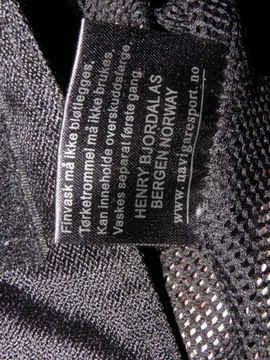 Finvask må ikke bløtlegges.
Tørketrommel må ikke brukes.
Kan inneholde overskuddsfarge.
Vaskes separat første gang.
HENRY BJORDAL AS
BERGEN NORWAY
www.navigaresport.no